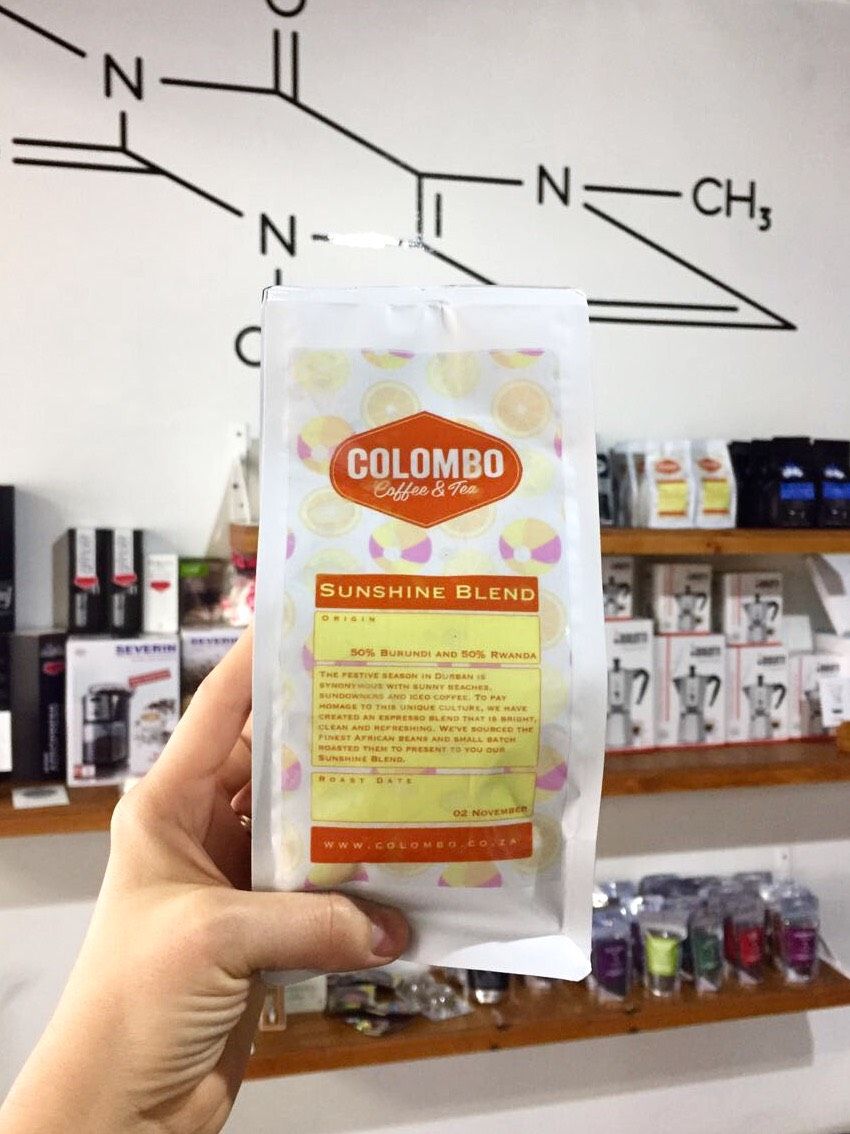 O
N
N
CH3
N
COLOMBO
Coffee & Tea
SUNSHINE BLEND
ORIGIN
50% BURUNDI AND 50% RWANDA
THE FESTIVE SEASON IN DURBAN IS
SYNONYMOUS WITH SUNNY BEACHES,
SUNDOWNERS AND ICED COFFEE. TO PAY
HOMAGE TO THIS UNIQUE CULTURE, WE HAVE
CREATED AN ESPRESSO BLEND THAT IS BRIGHT,
CLEAN AND REFRESHING. WE'VE SOURCED THE
FINEST AFRICAN BEANS AND SMALL BATCH
ROASTED THEM TO PRESENT TO YOU OUR
SUNSHINE BLEND.
ROAST DATE
02 NOVEMBER
WWW.COLOMBO.CO.ZA
SEVERIN
SEVERIN